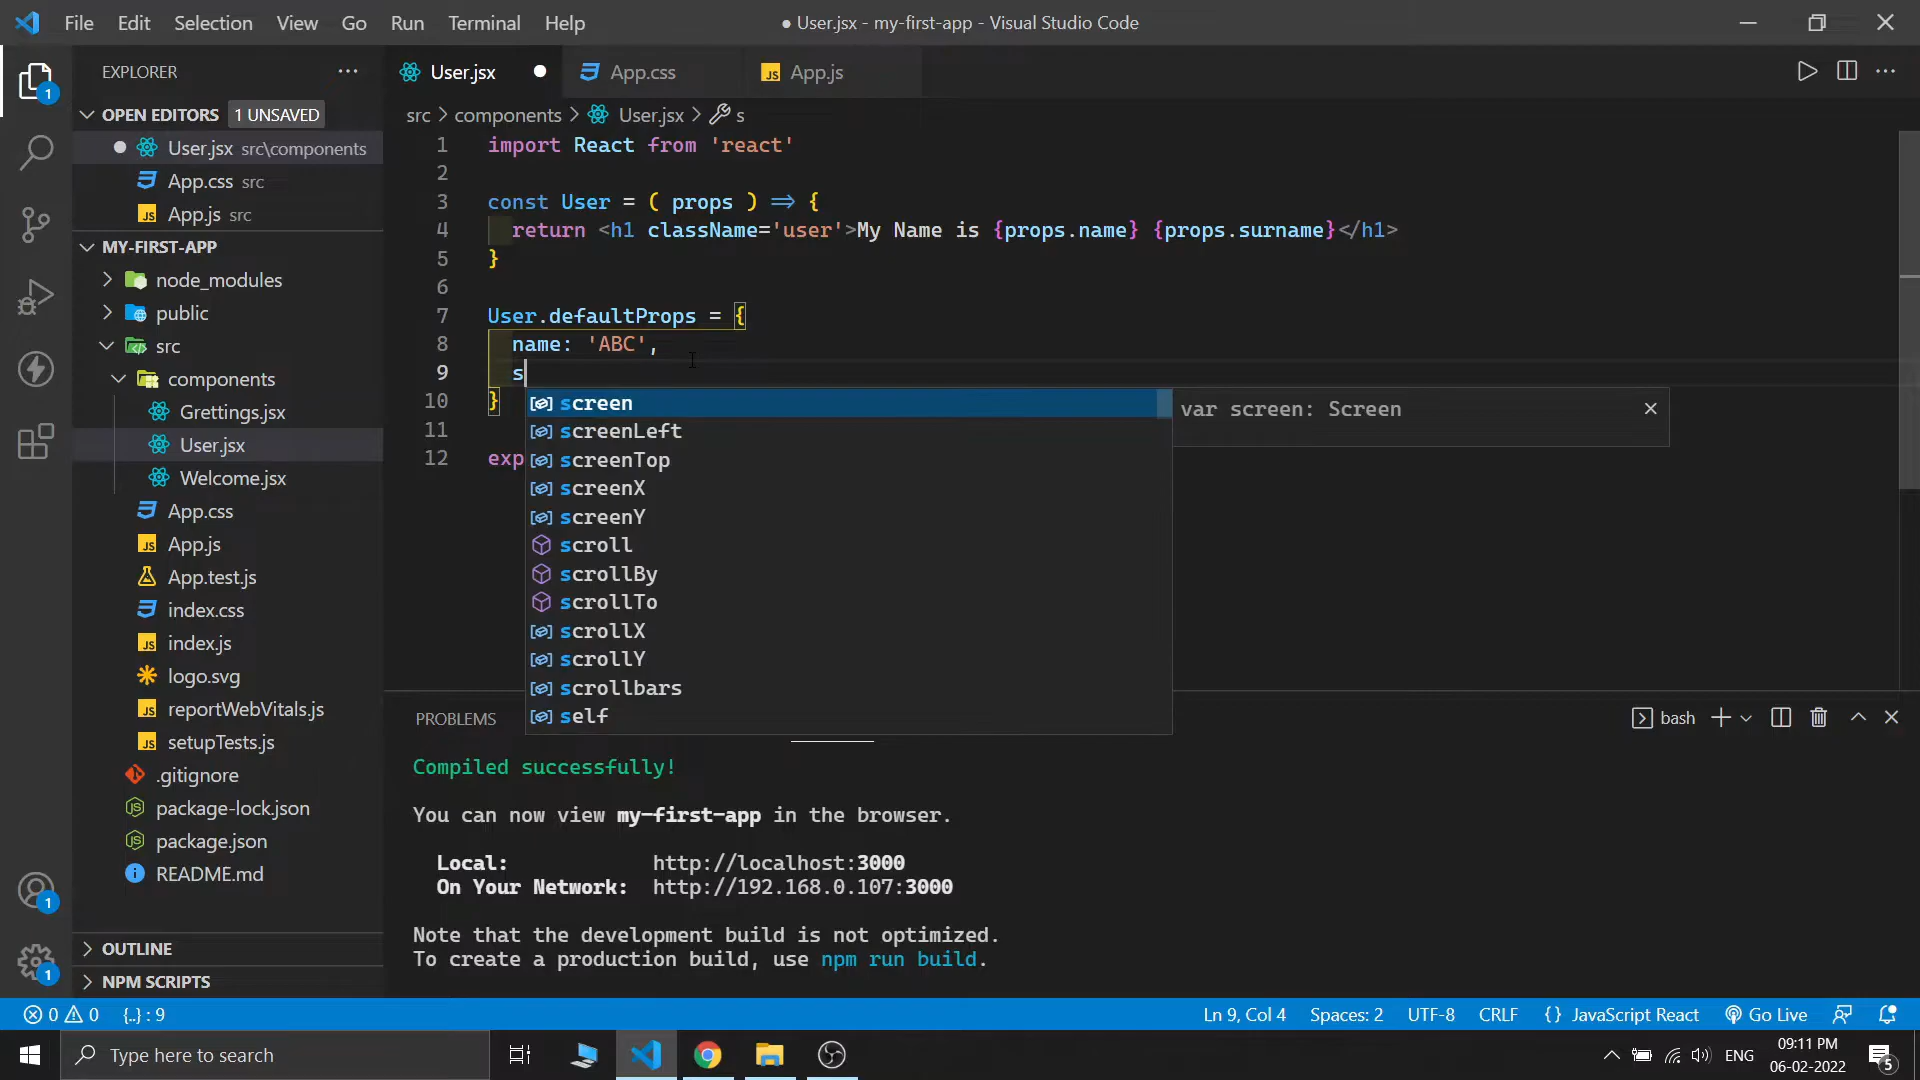 File Edit Selection View Go Run Terminal Help
● User.jsx - my-first-app - Visual Studio Code
EXPLORER
OPEN EDITORS 1 UNSAVED
User.jsx src\components
App.css src
App.js src
MY-FIRST-APP
node_modules
public
src
components
Grettings.jsx
User.jsx
Welcome.jsx
App.css
App.js
App.test.js
index.css
index.js
logo.svg
reportWebVitals.js
setupTests.js
.gitignore
package-lock.json
package.json
README.md
OUTLINE
NPM SCRIPTS
User.jsx App.css App.js
src > components > User.jsx > s
1 import React from 'react'
2
3 const User = ( props ) => {
4 return <h1 className='user'>My Name is {props.name} {props.surname}</h1>
5 }
6
7 User.defaultProps = {
8 name: 'ABC',
9 s
10 }
11
12 exp
screen
screenLeft
screenTop
screenX
screenY
scroll
scrollBy
scrollTo
scrollX
scrollY
scrollbars
self
var screen: Screen
PROBLEMS
bash
Compiled successfully!
You can now view my-first-app in the browser.
Local: http://localhost:3000
On Your Network: http://192.168.0.107:3000
Note that the development build is not optimized.
To create a production build, use npm run build.
0 0 {..} : 9
Ln 9, Col 4 Spaces: 2 UTF-8 CRLF {} JavaScript React Go Live
Type here to search
ENG
09:11 PM
06-02-2022
5
1
1
1